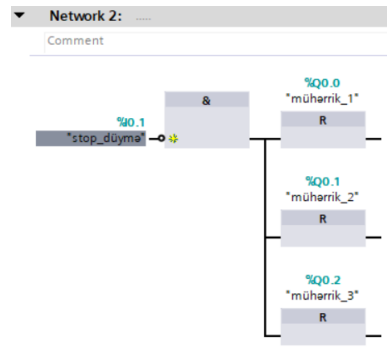 Network 2: .....
Comment
%Q0.0
"mühərrik_1"
&
R
%I0.1
"stop_düymə"
%Q0.1
"mühərrik_2"
R
%Q0.2
"mühərrik_3"
R